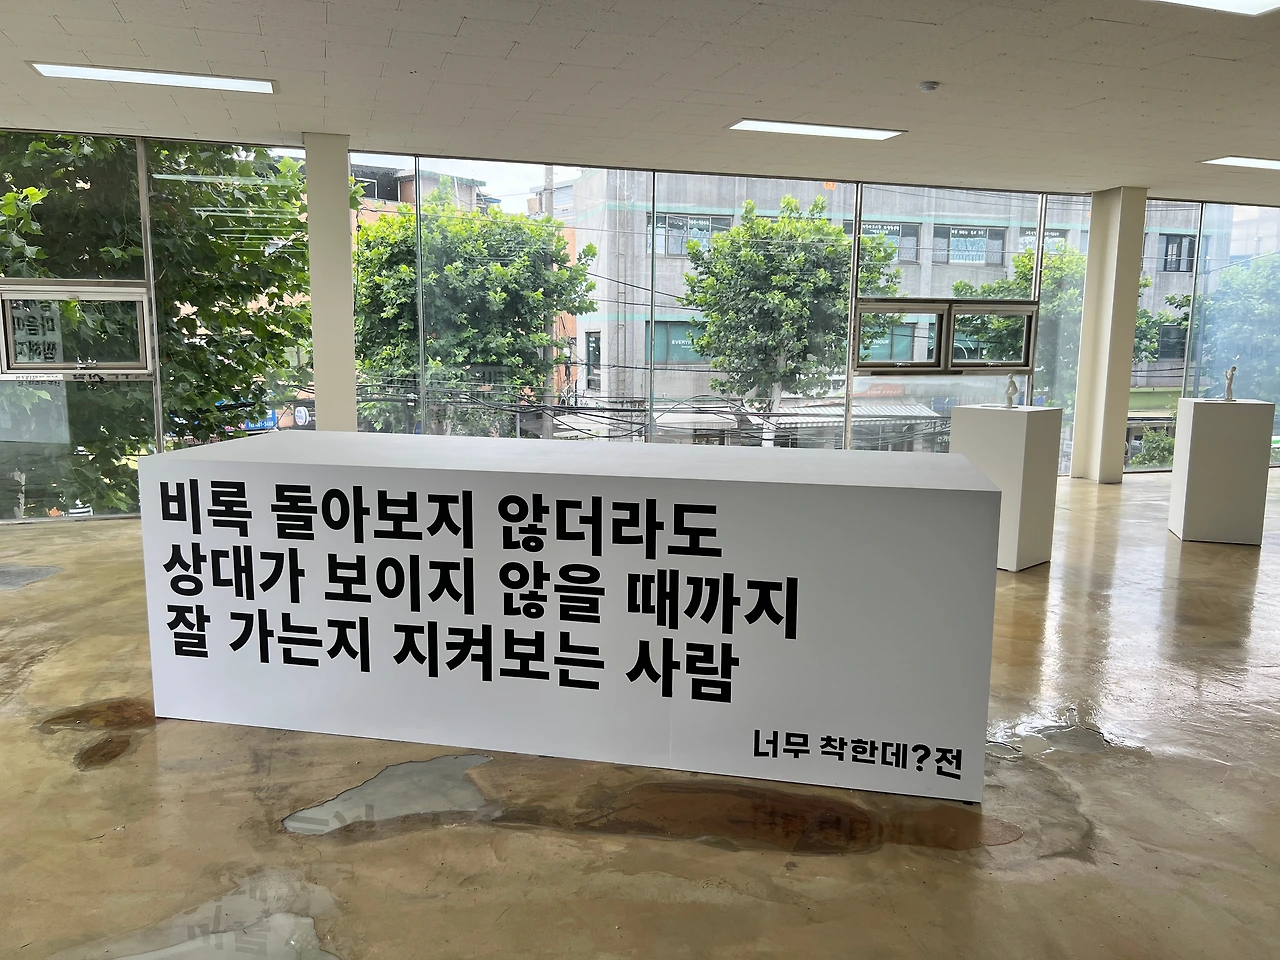 비록 돌아보지 않더라도
상대가 보이지 않을 때까지
잘 가는지 지켜보는 사람
너무 착한데?전